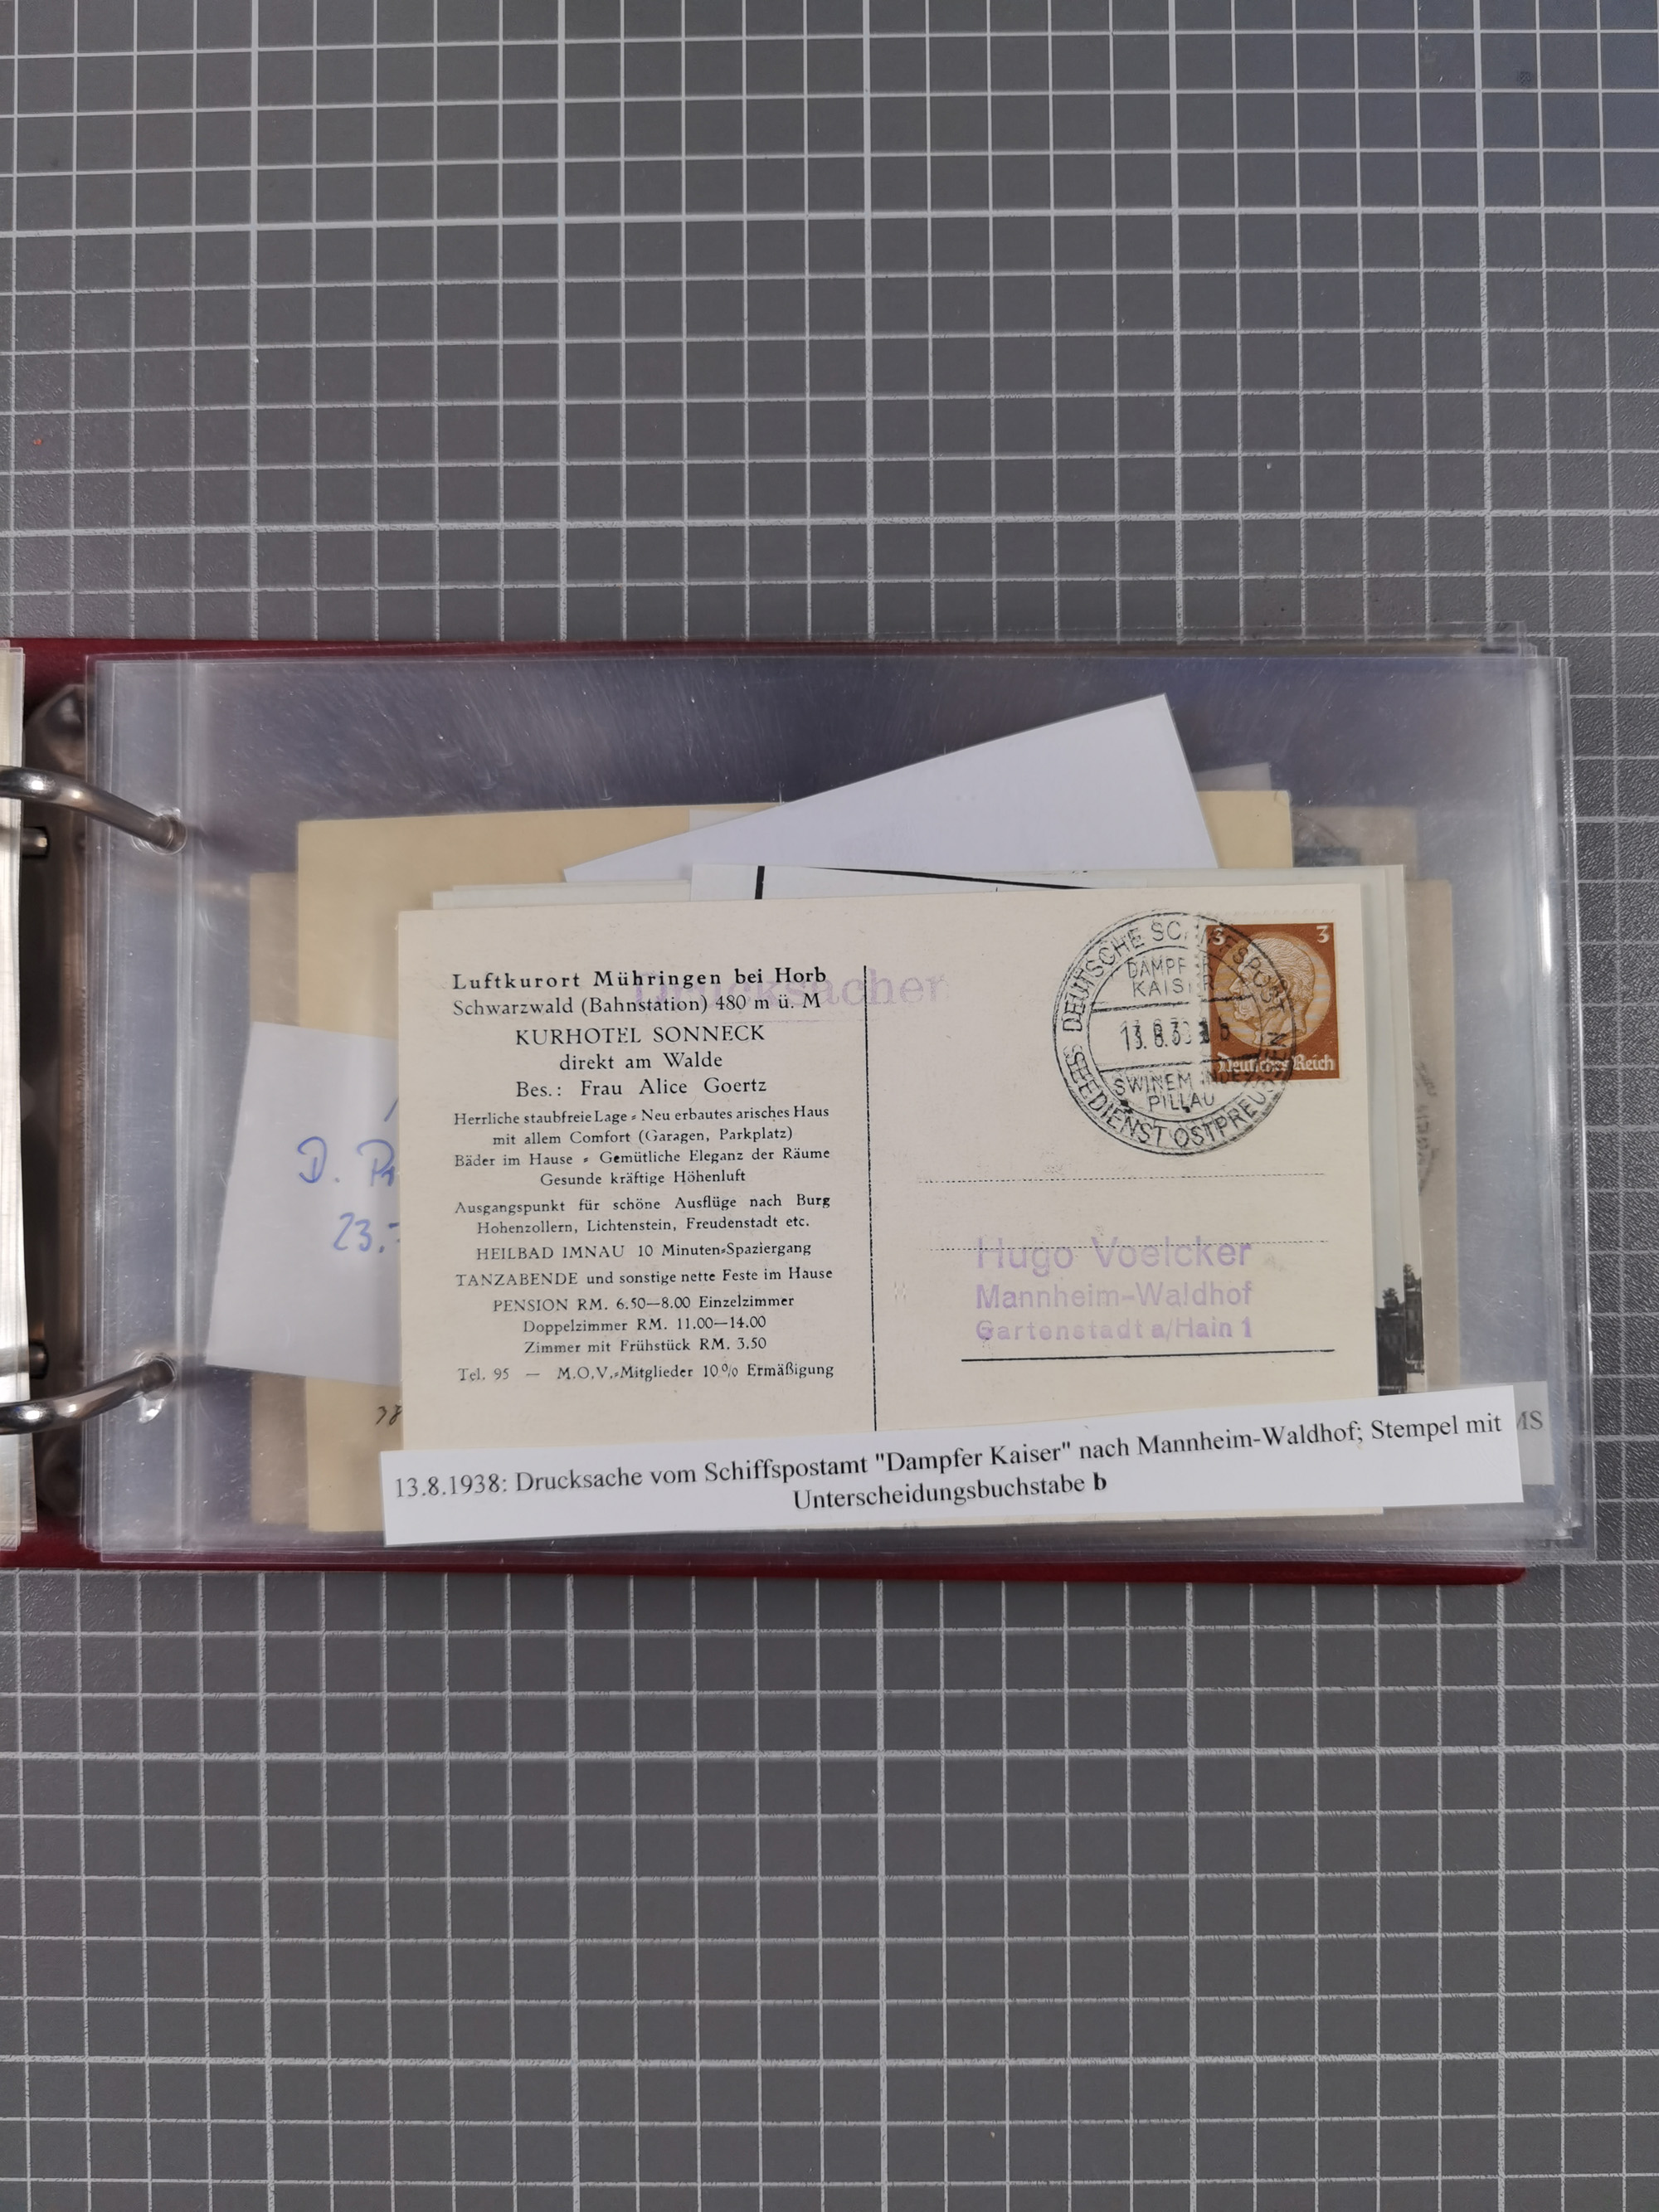 Luftkurort Mühringen bei Horb
Schwarzwald (Bahnstation) 480 m ü. M
KURHOTEL SONNECK
direkt am Walde
Bes.: Frau Alice Goertz
Herrliche staubfreie Lage - Neu erbautes arisches Haus
mit allem Comfort (Garagen, Parkplatz)
Bäder im Hause - Gemütliche Eleganz der Räume
Gesunde kräftige Höhenluft
Ausgangspunkt für schöne Ausflüge nach Burg
Hohenzollern, Lichtenstein, Freudenstadt etc.
HEILBAD IMNAU 10 Minuten-Spaziergang
TANZABENDE und sonstige nette Feste im Hause
PENSION RM. 6.50—8.00 Einzelzimmer
Doppelzimmer RM. 11.00—14.00
Zimmer mit Frühstück RM. 3.50
Tel. 95 — M.O.V.-Mitglieder 10% Ermäßigung
Drucksache
DEUTSCHE SCHIFFSPOST
DAMPFER
KAISER
b
SWINEMÜNDE
PILLAU
SEEDIENST OSTPREUSSEN
3 3
Deutsches Reich
Hugo Voelcker
Mannheim-Waldhof
Gartenstadt a/Hain 1
D.
23.-
38
MS
13.8.1938: Drucksache vom Schiffspostamt "Dampfer Kaiser" nach Mannheim-Waldhof; Stempel mit
Unterscheidungsbuchstabe b